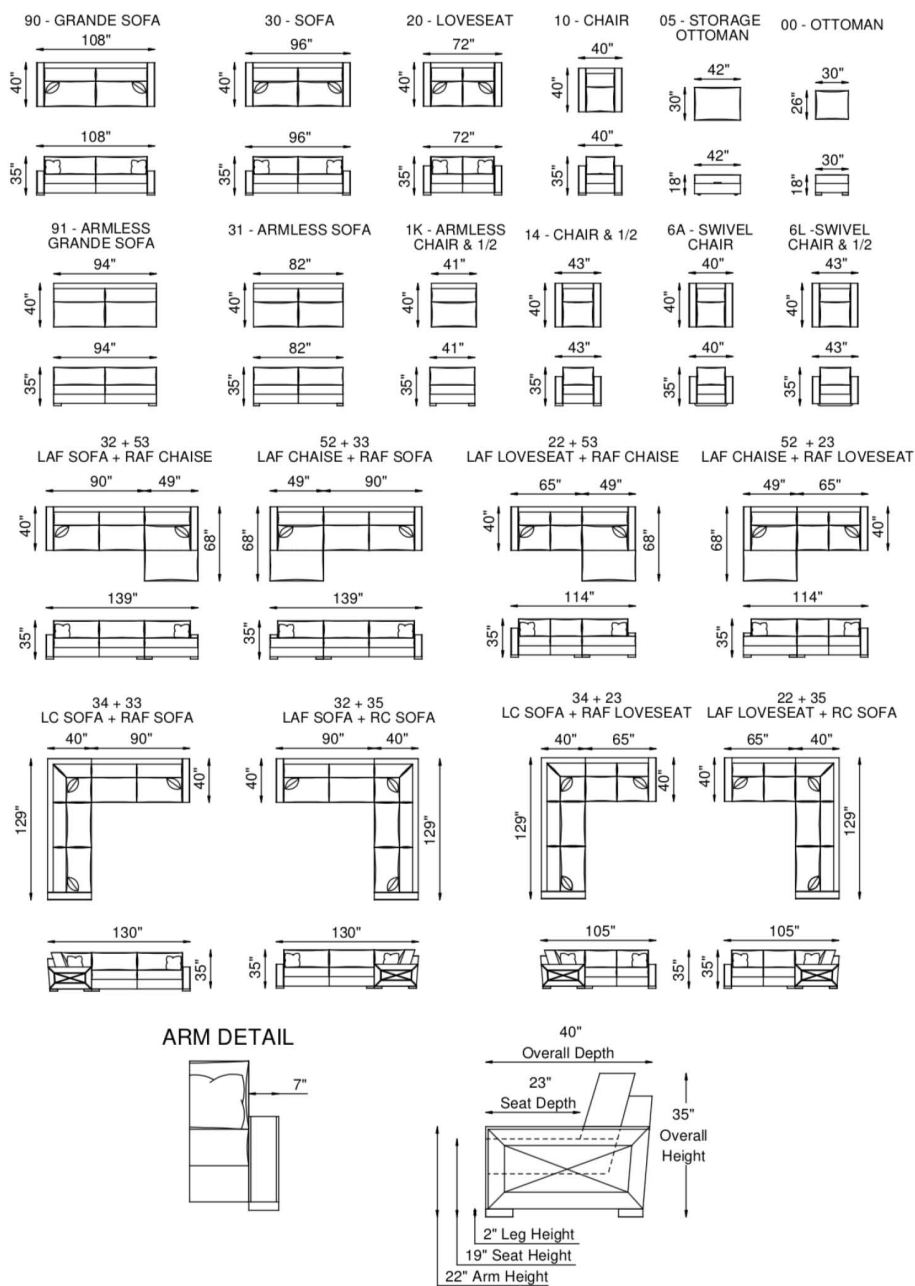 90 - GRANDE SOFA
108"
40"
108"
35"
30 - SOFA
96"
40"
96"
35"
20 - LOVESEAT
72"
40"
72"
35"
10 - CHAIR
40"
40"
40"
35"
05 - STORAGE
OTTOMAN
42"
30"
42"
18"
00 - OTTOMAN
30"
26"
30"
18"
91 - ARMLESS
GRANDE SOFA
94"
40"
94"
35"
31 - ARMLESS SOFA
82"
40"
82"
35"
1K - ARMLESS
CHAIR & 1/2
41"
40"
41"
35"
14 - CHAIR & 1/2
43"
40"
43"
35"
6A - SWIVEL
CHAIR
40"
40"
40"
35"
6L -SWIVEL
CHAIR & 1/2
43"
40"
43"
35"
32 + 53
LAF SOFA + RAF CHAISE
90" 49"
40"
68"
139"
35"
52 + 33
LAF CHAISE + RAF SOFA
49" 90"
68"
40"
139"
35"
22 + 53
LAF LOVESEAT + RAF CHAISE
65" 49"
40"
68"
114"
35"
52 + 23
LAF CHAISE + RAF LOVESEAT
49" 65"
68"
40"
114"
35"
34 + 33
LC SOFA + RAF SOFA
40" 90"
129"
40"
130"
35"
32 + 35
LAF SOFA + RC SOFA
90" 40"
40"
129"
130"
35"
34 + 23
LC SOFA + RAF LOVESEAT
40" 65"
129"
40"
105"
35"
22 + 35
LAF LOVESEAT + RC SOFA
65" 40"
40"
129"
105"
35"
ARM DETAIL
7"
40"
Overall Depth
23"
Seat Depth
35"
Overall
Height
2" Leg Height
19" Seat Height
22" Arm Height